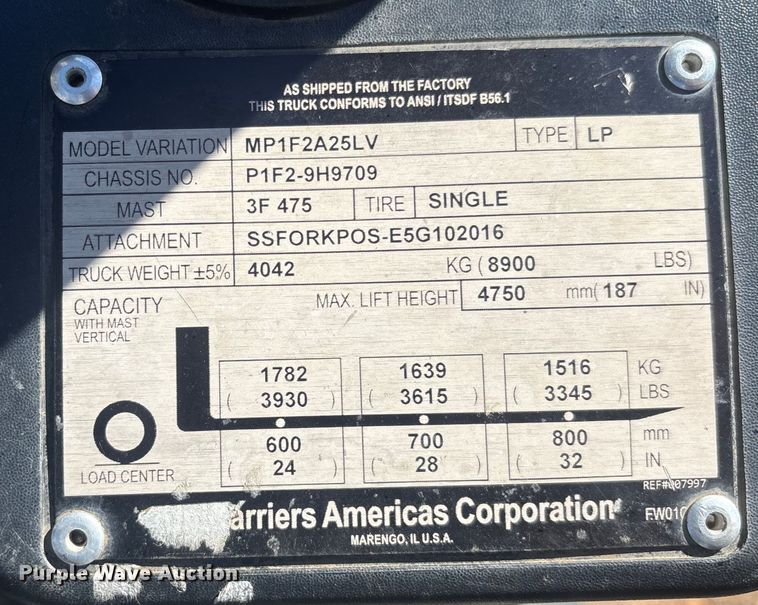 AS SHIPPED FROM THE FACTORY
THIS TRUCK CONFORMS TO ANSI / ITSDF B56.1
MODEL VARIATION MP1F2A25LV TYPE LP
CHASSIS NO. P1F2-9H9709
MAST 3F 475 TIRE SINGLE
ATTACHMENT SSFORKPOS-E5G102016
TRUCK WEIGHT ±5% 4042 KG ( 8900 LBS)
CAPACITY MAX. LIFT HEIGHT 4750 mm( 187 IN)
WITH MAST
VERTICAL
1782 1639 1516 KG
( 3930 ) ( 3615 ) ( 3345 ) LBS
600 700 800 mm
( 24 ) ( 28 ) ( 32 ) IN
LOAD CENTER
REF#007997
arriers Americas Corporation
MARENGO, IL U.S.A.
Purple Wave Auction